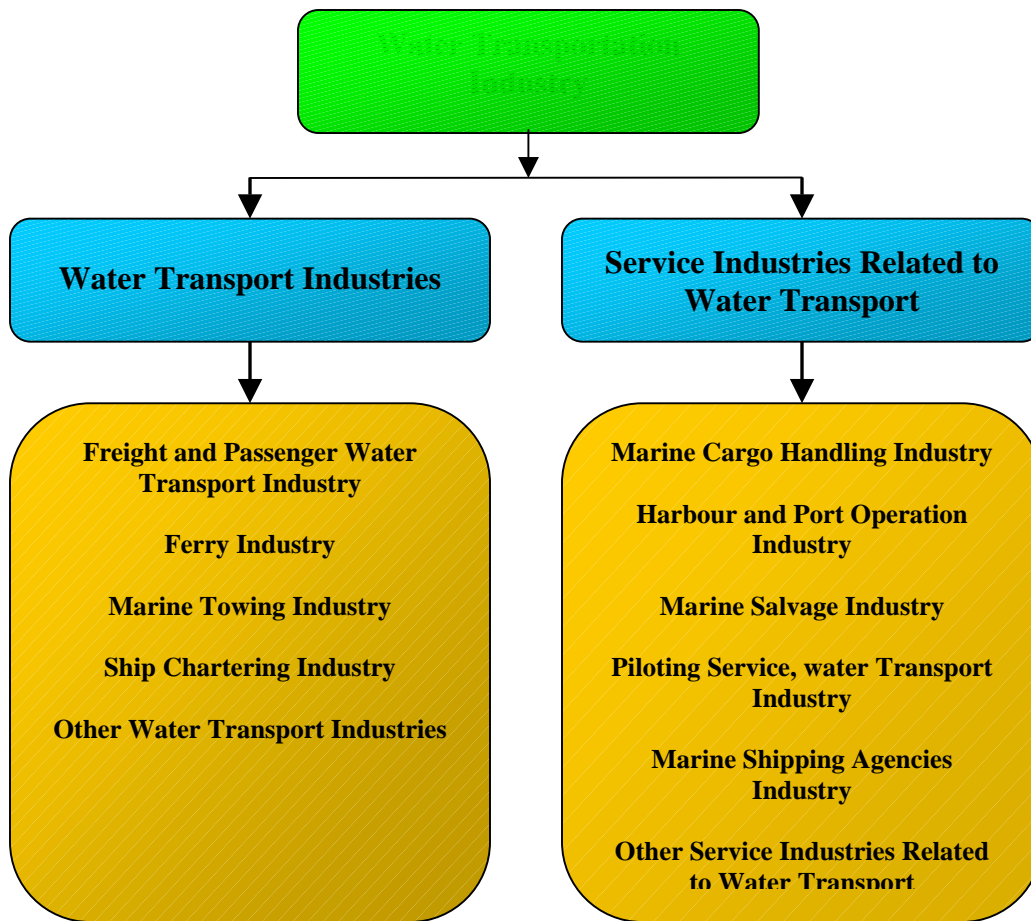 Water Transportation
Industry
Water Transport Industries
Service Industries Related to
Water Transport
Freight and Passenger Water
Transport Industry
Ferry Industry
Marine Towing Industry
Ship Chartering Industry
Other Water Transport Industries
Marine Cargo Handling Industry
Harbour and Port Operation
Industry
Marine Salvage Industry
Piloting Service, water Transport
Industry
Marine Shipping Agencies
Industry
Other Service Industries Related
to Water Transport